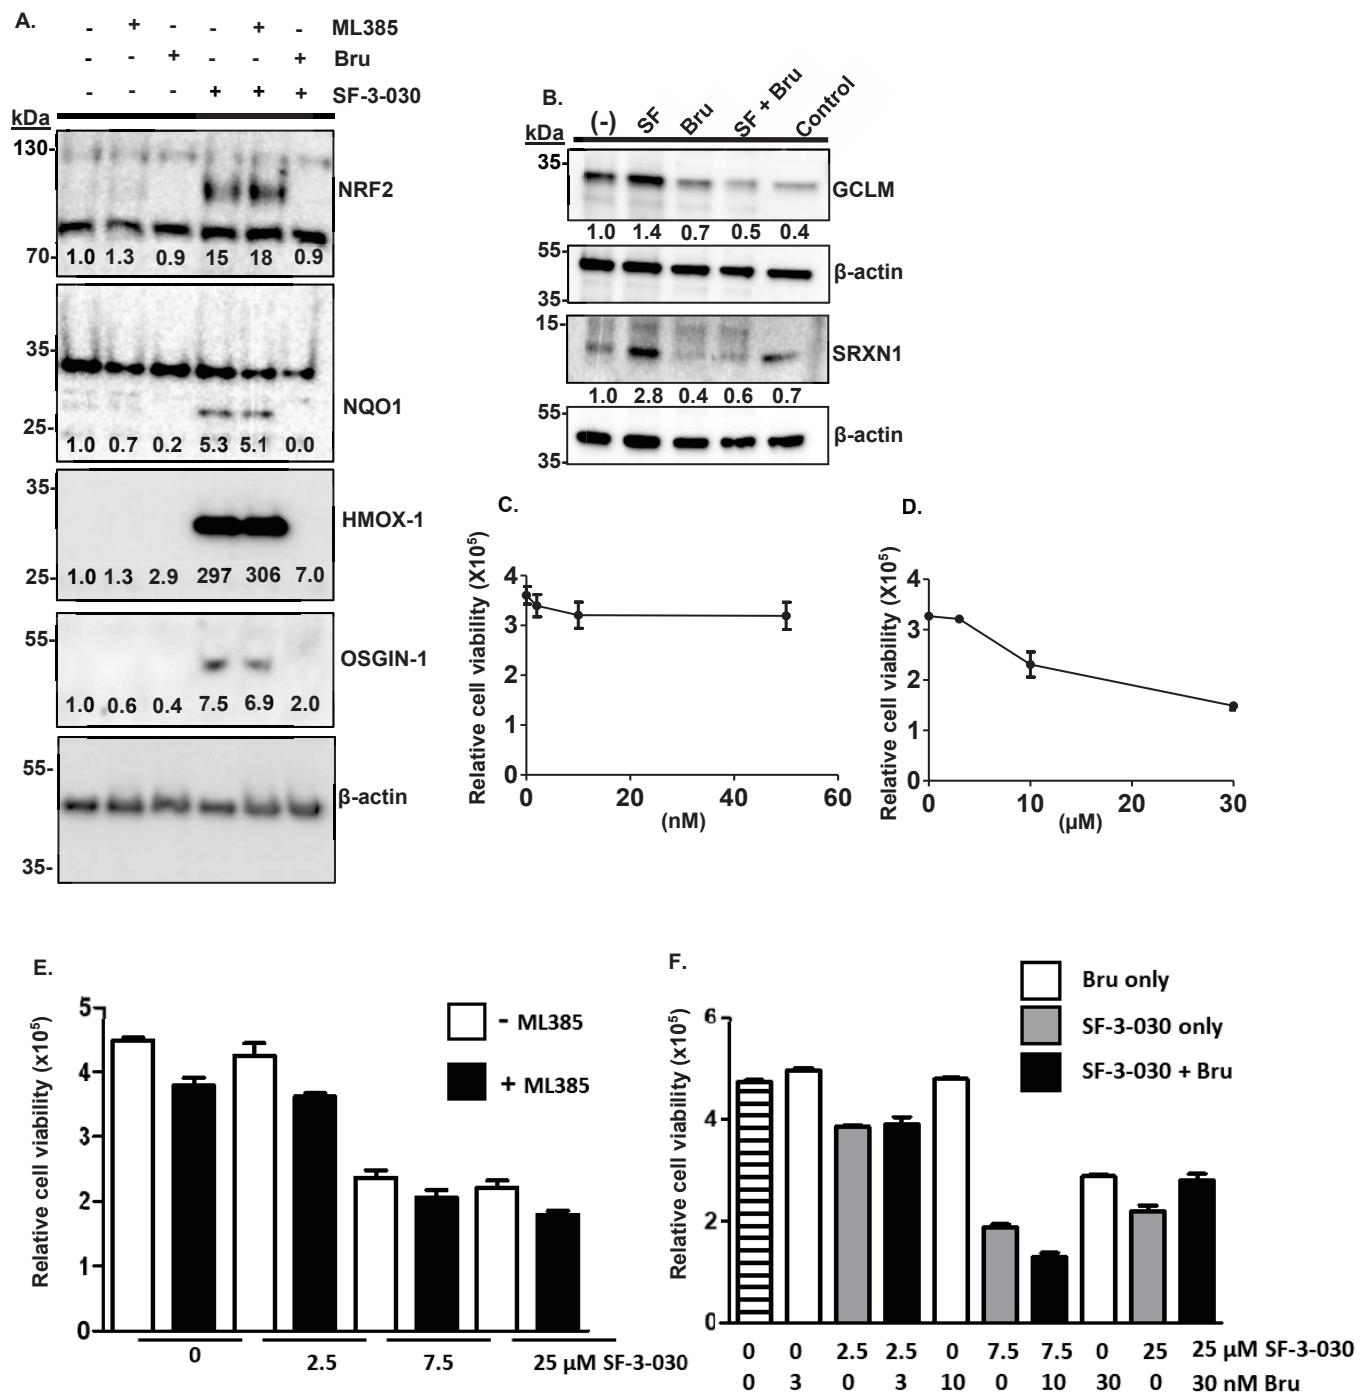 A.
- + - - + - ML385
- - + - - + Bru
- - - + + + SF-3-030
kDa
130-
NRF2
70-
1.0 1.3 0.9 15 18 0.9
35-
NQO1
25-
1.0 0.7 0.2 5.3 5.1 0.0
35-
HMOX-1
25-
1.0 1.3 2.9 297 306 7.0
55-
OSGIN-1
1.0 0.6 0.4 7.5 6.9 2.0
55-
β-actin
35-
B.
(-) SF Bru SF + Bru Control
kDa
35-
GCLM
1.0 1.4 0.7 0.5 0.4
55-
β-actin
35-
15-
SRXN1
1.0 2.8 0.4 0.6 0.7
55-
β-actin
35-
C.
Relative cell viability (X10⁵)
4
3
2
1
0
0 20 40 60
(nM)
D.
Relative cell viability (X10⁵)
4
3
2
1
0
0 10 20 30
(µM)
E.
Relative cell viability (x10⁵)
5
4
3
2
1
0
- ML385
+ ML385
0 2.5 7.5 25 µM SF-3-030
F.
Relative cell viability (x10⁵)
6
4
2
0
Bru only
SF-3-030 only
SF-3-030 + Bru
0 0 2.5 2.5 0 7.5 7.5 0 25 25 µM SF-3-030
0 3 0 3 10 0 10 30 0 30 nM Bru